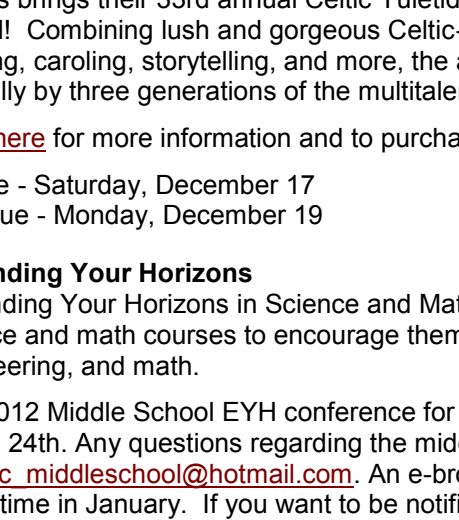 s brings their 33rd annual Celtic Yuletid
l!  Combining lush and gorgeous Celtic-
ng, caroling, storytelling, and more, the a
lly by three generations of the multitale
here for more information and to purcha
e - Saturday, December 17
ue - Monday, December 19
nding Your Horizons
nding Your Horizons in Science and Mat
ce and math courses to encourage them
eering, and math.
012 Middle School EYH conference for
24th. Any questions regarding the mid
c_middleschool@hotmail.com. An e-bro
time in January.  If you want to be notifi